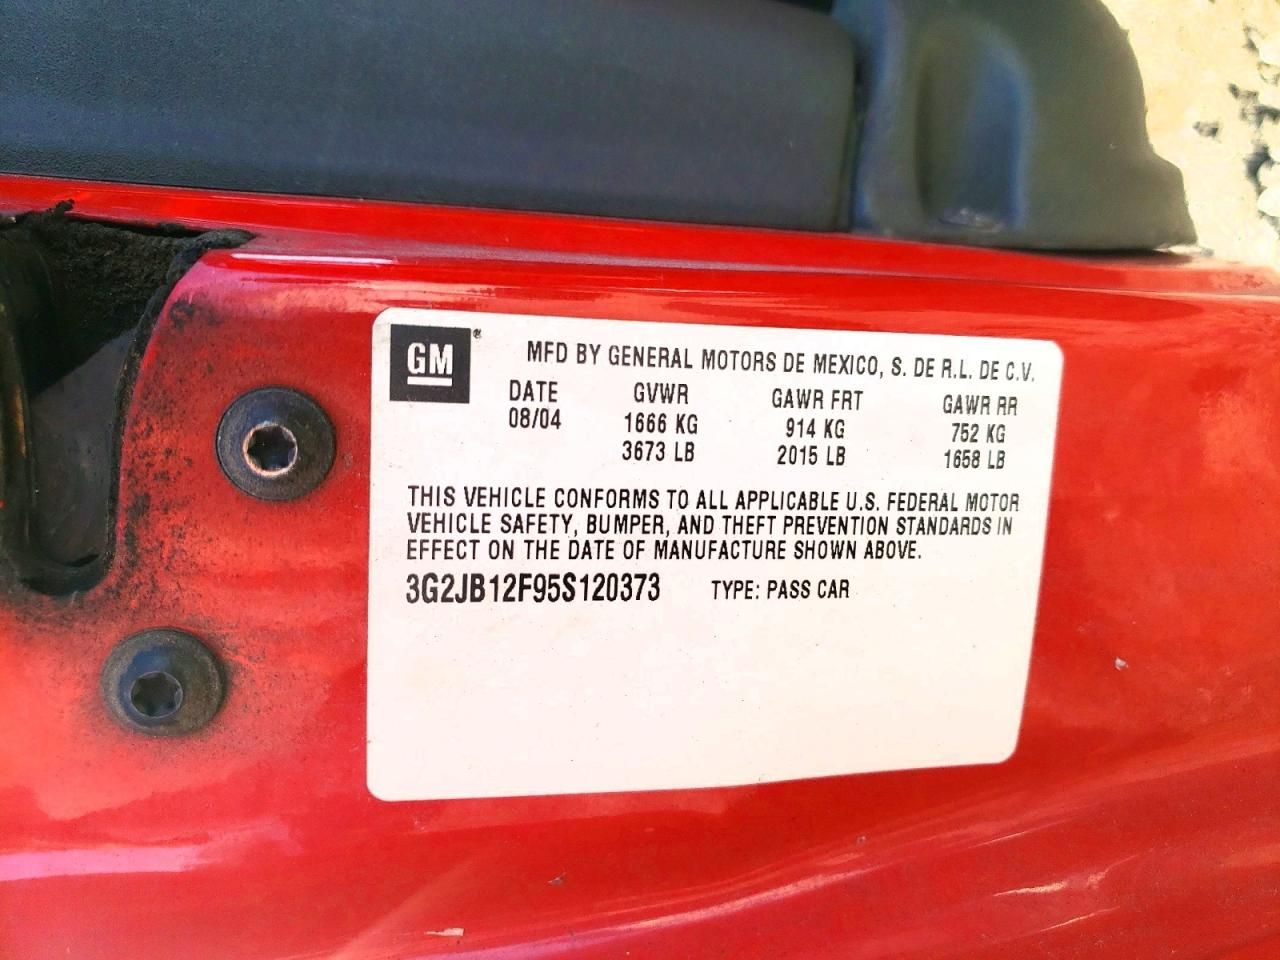 GM®
MFD BY GENERAL MOTORS DE MEXICO, S. DE R.L. DE C.V.
DATE GVWR GAWR FRT GAWR RR
08/04 1666 KG 914 KG 752 KG
3673 LB 2015 LB 1658 LB
THIS VEHICLE CONFORMS TO ALL APPLICABLE U.S. FEDERAL MOTOR
VEHICLE SAFETY, BUMPER, AND THEFT PREVENTION STANDARDS IN
EFFECT ON THE DATE OF MANUFACTURE SHOWN ABOVE.
3G2JB12F95S120373 TYPE: PASS CAR